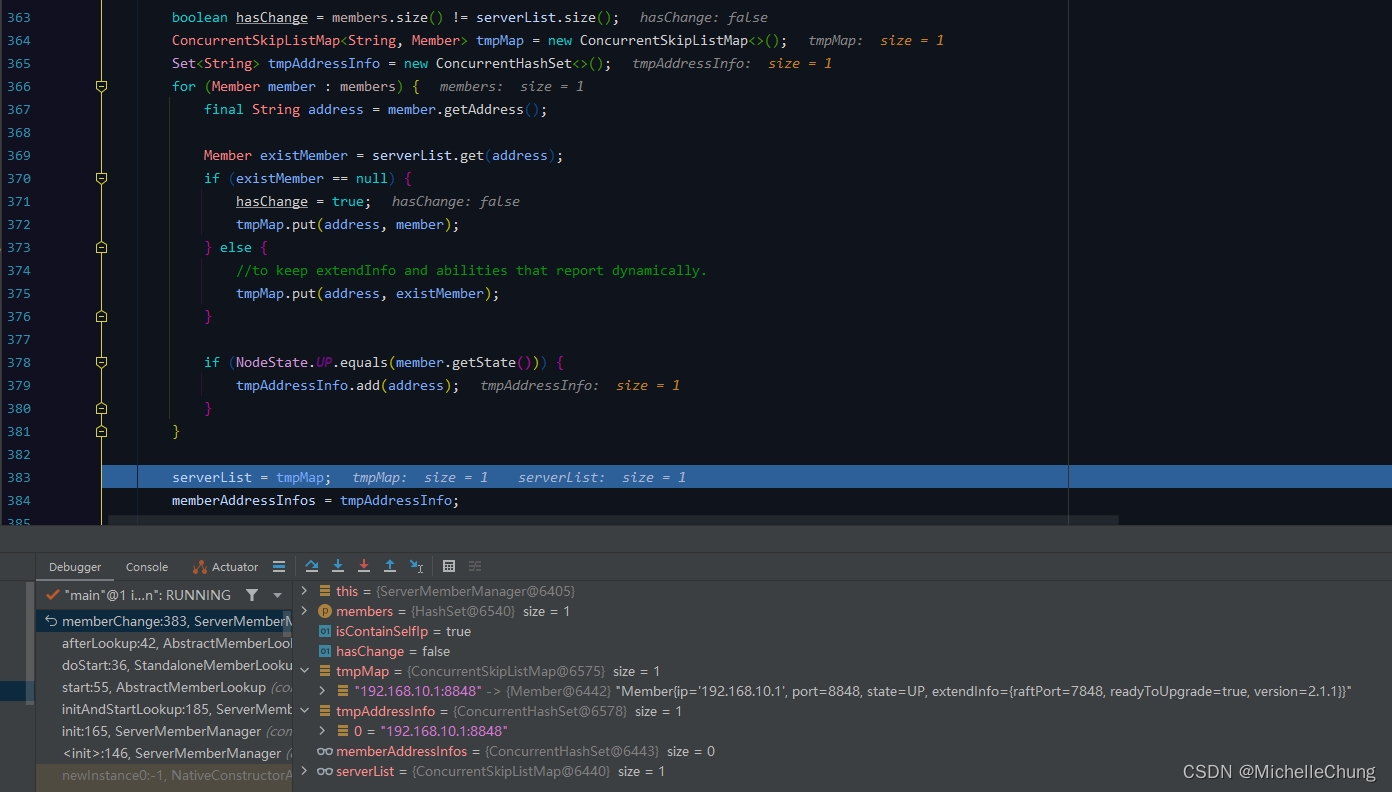 363 boolean hasChange = members.size() != serverList.size(); hasChange: false
364 ConcurrentSkipListMap<String, Member> tmpMap = new ConcurrentSkipListMap<>(); tmpMap: size = 1
365 Set<String> tmpAddressInfo = new ConcurrentHashSet<>(); tmpAddressInfo: size = 1
366 for (Member member : members) { members: size = 1
367 final String address = member.getAddress();
368
369 Member existMember = serverList.get(address);
370 if (existMember == null) {
371 hasChange = true; hasChange: false
372 tmpMap.put(address, member);
373 } else {
374 //to keep extendInfo and abilities that report dynamically.
375 tmpMap.put(address, existMember);
376 }
377
378 if (NodeState.UP.equals(member.getState())) {
379 tmpAddressInfo.add(address); tmpAddressInfo: size = 1
380 }
381 }
382
383 serverList = tmpMap; tmpMap: size = 1 serverList: size = 1
384 memberAddressInfos = tmpAddressInfo;
385
Debugger Console Actuator
"main"@1 i...n": RUNNING
memberChange:383, ServerMemberM
afterLookup:42, AbstractMemberLool
doStart:36, StandaloneMemberLooku
start:55, AbstractMemberLookup (co
initAndStartLookup:185, ServerMemb
init:165, ServerMemberManager (con
<init>:146, ServerMemberManager (
newInstance0:-1, NativeConstructorA
this = {ServerMemberManager@6405}
members = {HashSet@6540} size = 1
isContainSelfIp = true
hasChange = false
tmpMap = {ConcurrentSkipListMap@6575} size = 1
"192.168.10.1:8848" -> {Member@6442} "Member{ip='192.168.10.1', port=8848, state=UP, extendInfo={raftPort=7848, readyToUpgrade=true, version=2.1.1}}"
tmpAddressInfo = {ConcurrentHashSet@6578} size = 1
0 = "192.168.10.1:8848"
memberAddressInfos = {ConcurrentHashSet@6443} size = 0
serverList = {ConcurrentSkipListMap@6440} size = 1
CSDN @MichelleChung